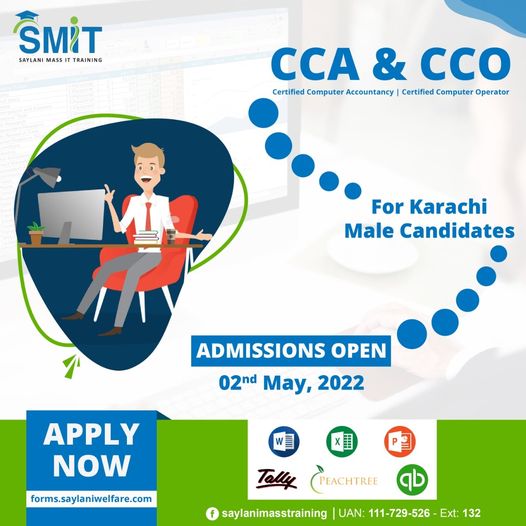 SMiT
SAYLANI MASS IT TRAINING
CCA & CCO
Certified Computer Accountancy | Certified Computer Operator
For Karachi
Male Candidates
ADMISSIONS OPEN
02nd May, 2022
APPLY
NOW
forms.saylaniwelfare.com
W
X
P
Tally
PEACHTREE
qb
saylanimasstraining | UAN: 111-729-526 - Ext: 132